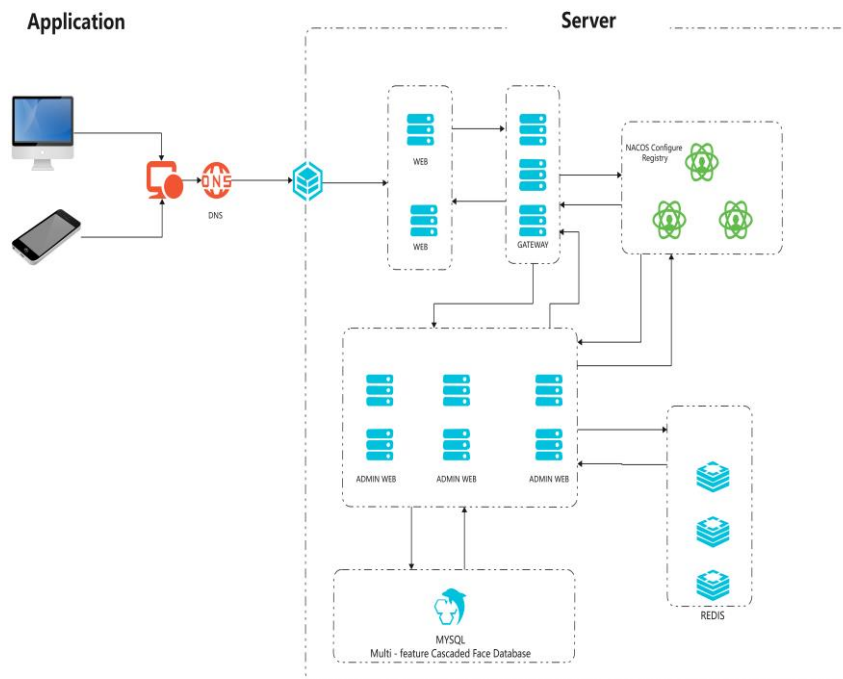 Application
Server
WEB
WEB
GATEWAY
NACOS Configure
Registry
DNS
DNS
ADMIN WEB
ADMIN WEB
ADMIN WEB
REDIS
MYSQL
Multi - feature Cascaded Face Database